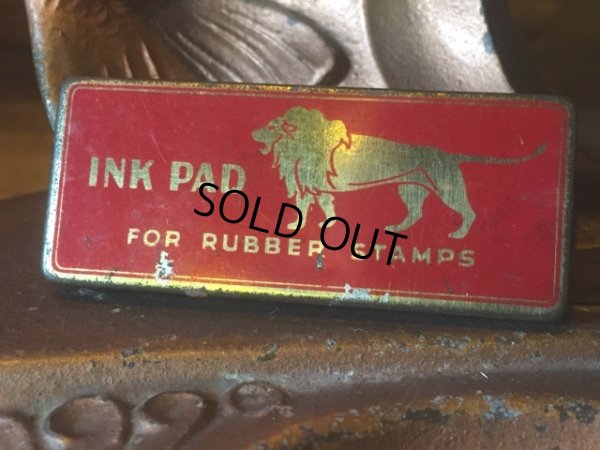 INK PAD
SOLD OUT
FOR RUBBER STAMPS